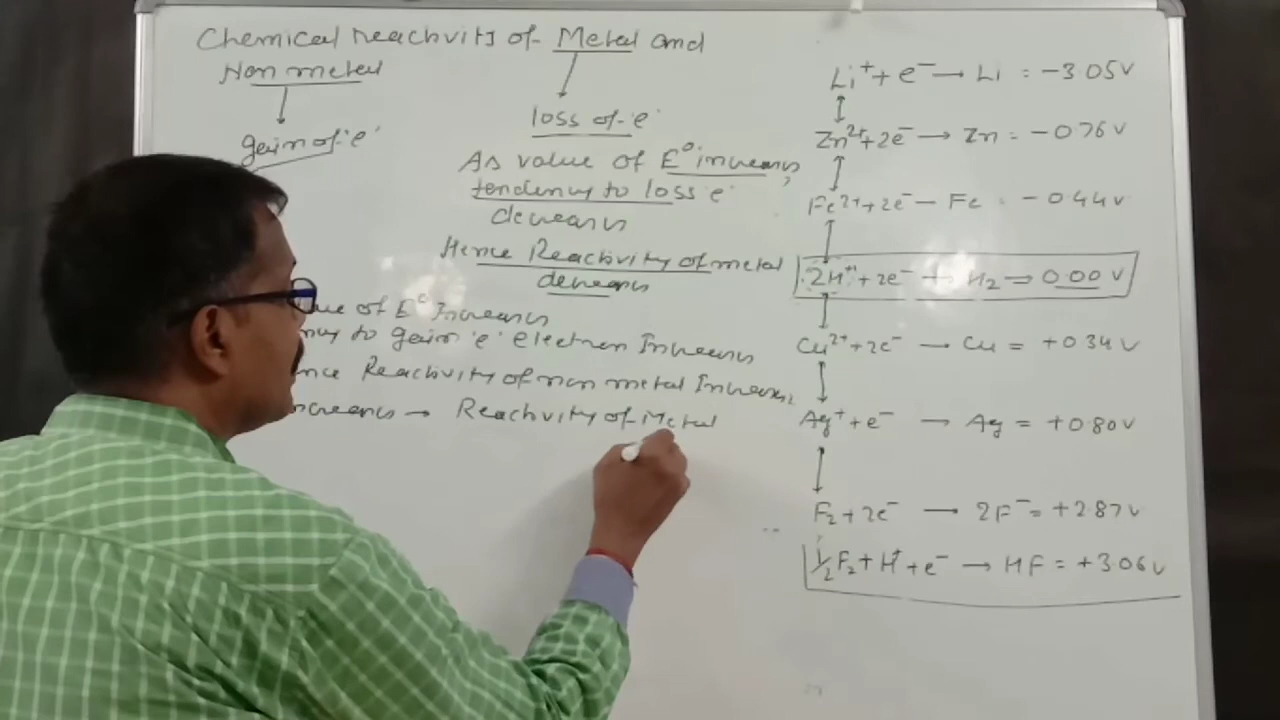 Chemical reachvits of Metal and
Non metal
gain of 'e'
loss of 'e'
As value of E° increases,
tendency to loss e
decreases
Hence Reactivity of metal
decreases
of E° Increases
to gain 'e' electron Increases
Reactivity of non metal Increases
Reactivity of Metal
Li⁺ + e⁻ → Li = -3.05V
Zn²⁺ + 2e⁻ → Zn = -0.76V
Fe²⁺ + 2e⁻ — Fe = -0.44V
2H⁺ + 2e⁻ → H₂ → 0.00V
Cu²⁺ + 2e⁻ → Cu = +0.34V
Ag⁺ + e⁻ → Ag = +0.80V
F₂ + 2e⁻ → 2F⁻ = +2.87V
½F₂ + H⁺ + e⁻ → HF = +3.06V